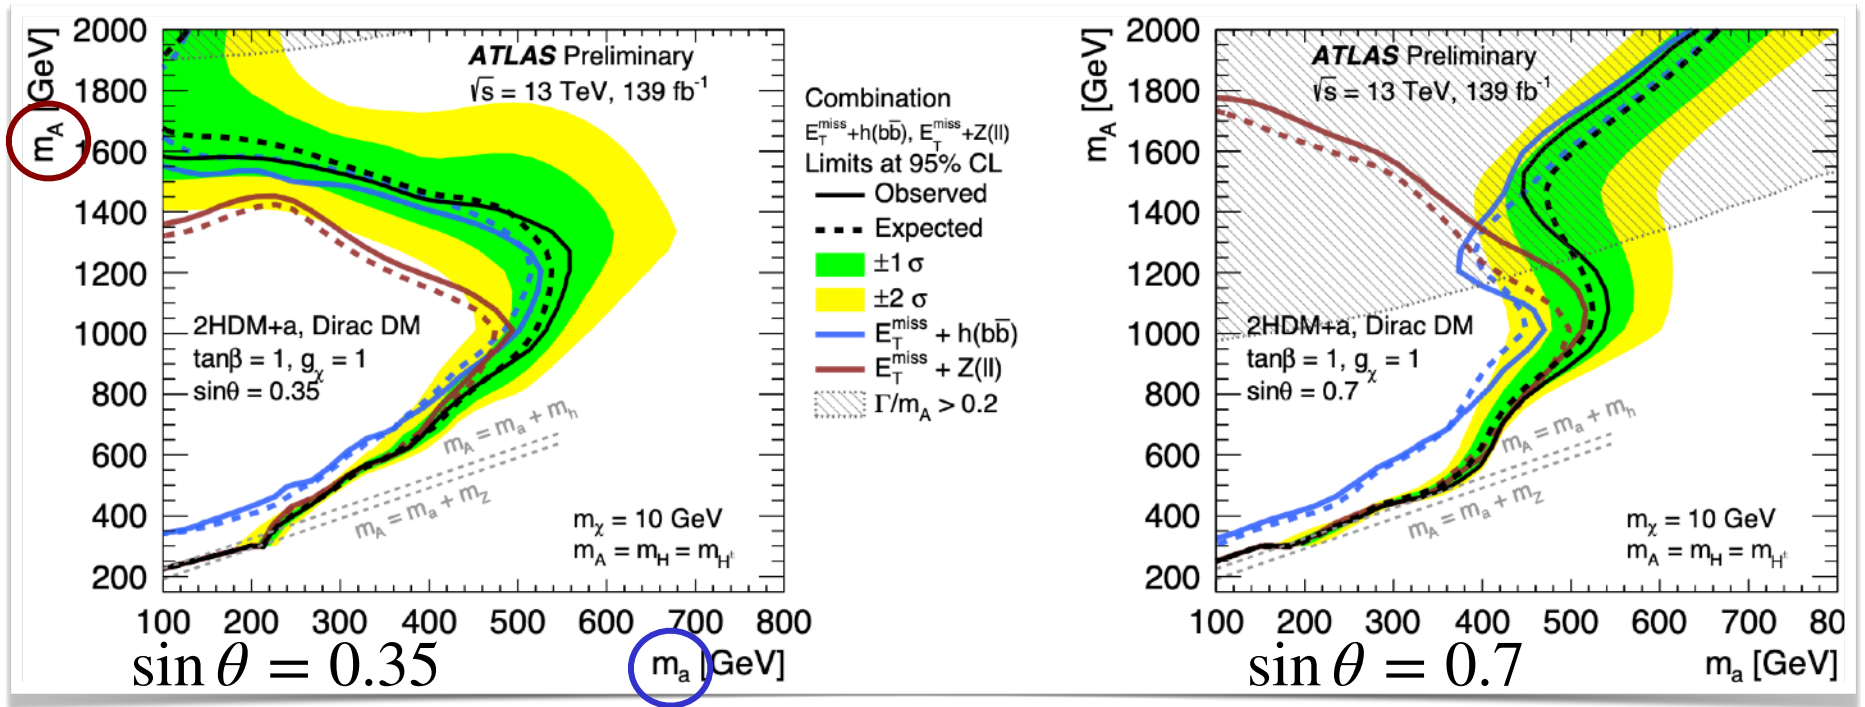 2000
1800
1600
1400
1200
1000
800
600
400
200
m_A [GeV]
ATLAS Preliminary
√s = 13 TeV, 139 fb⁻¹
2HDM+a, Dirac DM
tanβ = 1, g_χ = 1
sinθ = 0.35
m_A = m_a + m_h
m_A = m_a + m_Z
m_χ = 10 GeV
m_A = m_H = m_H±
100 200 300 400 500 600 700 800
m_a [GeV]
sin θ = 0.35
Combination
E_T^miss+h(bb̄), E_T^miss+Z(ll)
Limits at 95% CL
Observed
Expected
±1 σ
±2 σ
E_T^miss + h(bb̄)
E_T^miss + Z(ll)
Γ/m_A > 0.2
2000
1800
1600
1400
1200
1000
800
600
400
200
m_A [GeV]
ATLAS Preliminary
√s = 13 TeV, 139 fb⁻¹
2HDM+a, Dirac DM
tanβ = 1, g_χ = 1
sinθ = 0.7
m_A = m_a + m_h
m_A = m_a + m_Z
m_χ = 10 GeV
m_A = m_H = m_H±
100 200 300 400 500 600 700 800
m_a [GeV]
sin θ = 0.7